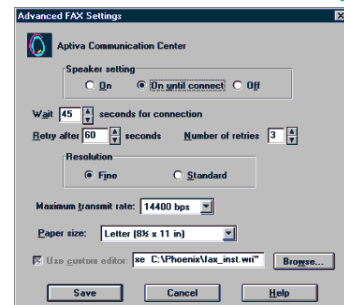 Advanced FAX Settings
Aptiva Communication Center
Speaker setting
On On until connect Off
Wait 45 seconds for connection
Retry after 60 seconds Number of retries 3
Resolution
Fine Standard
Maximum transmit rate: 14400 bps
Paper size: Letter (8½ x 11 in)
Use custom editor: xe C:\Phoenix\fax_inst.wri" Browse...
Save Cancel Help